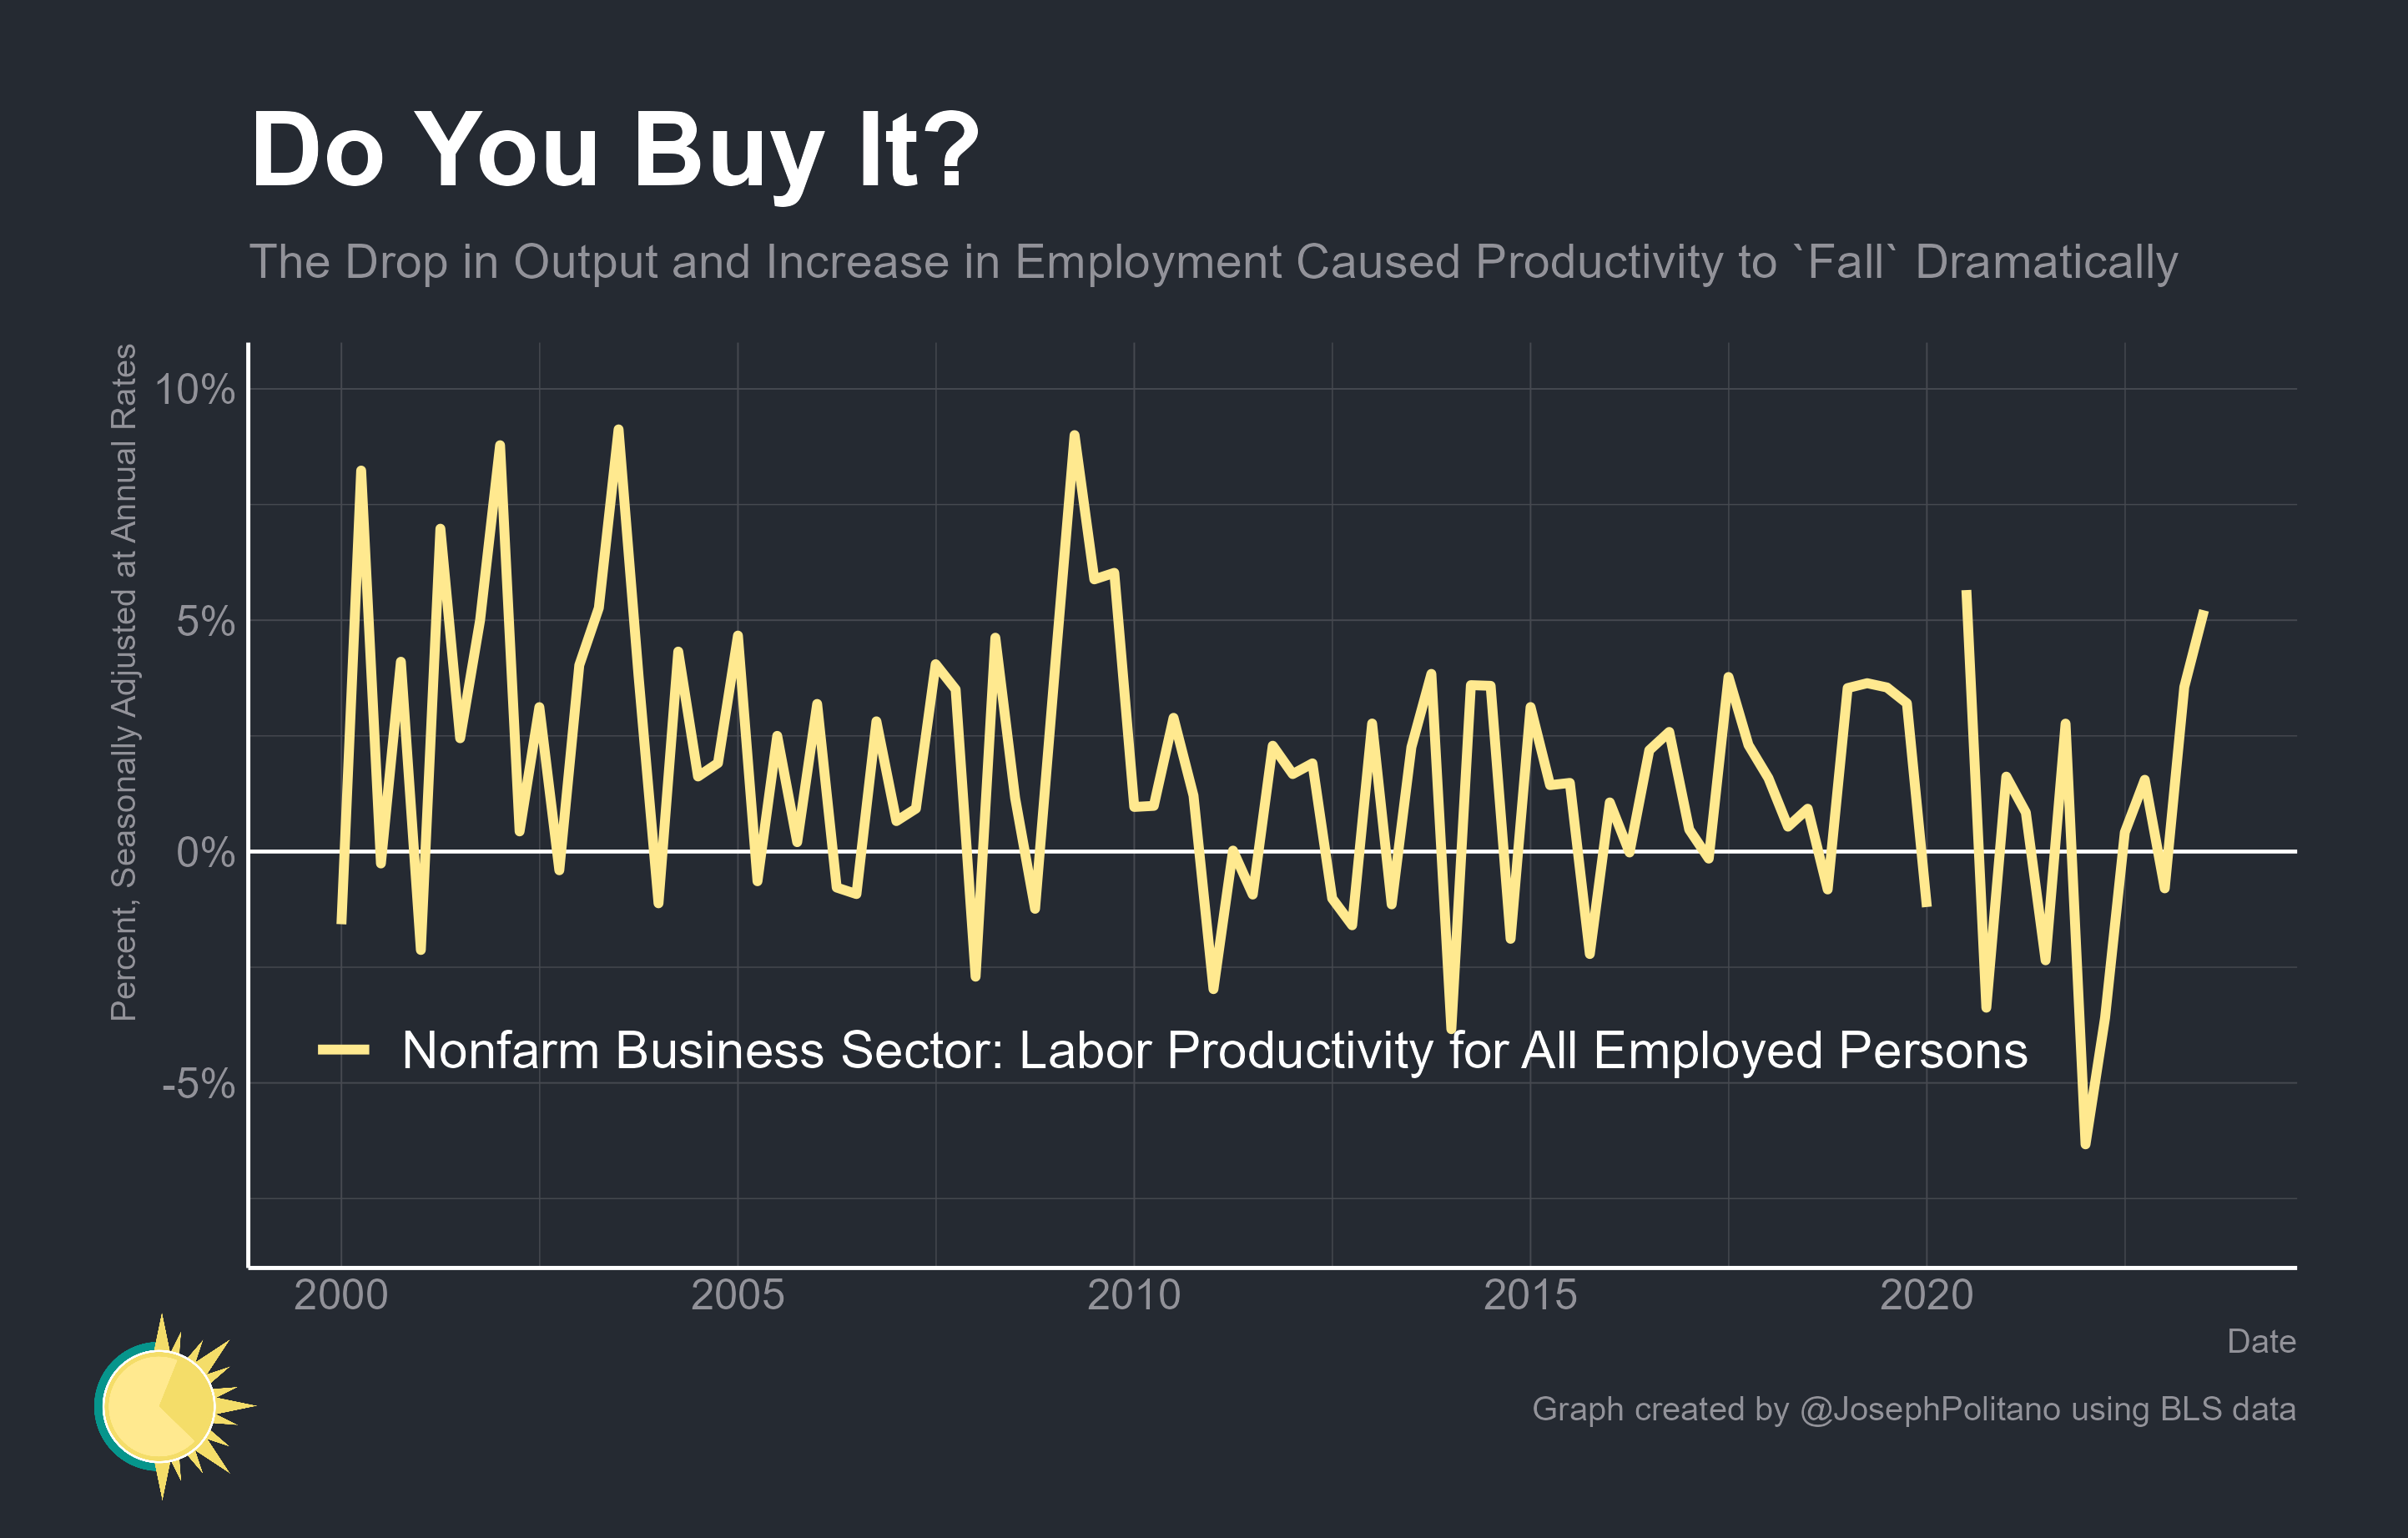 Do You Buy It?
The Drop in Output and Increase in Employment Caused Productivity to `Fall` Dramatically
Percent, Seasonally Adjusted at Annual Rates
10%
5%
0%
-5%
Nonfarm Business Sector: Labor Productivity for All Employed Persons
2000 2005 2010 2015 2020
Date
Graph created by @JosephPolitano using BLS data